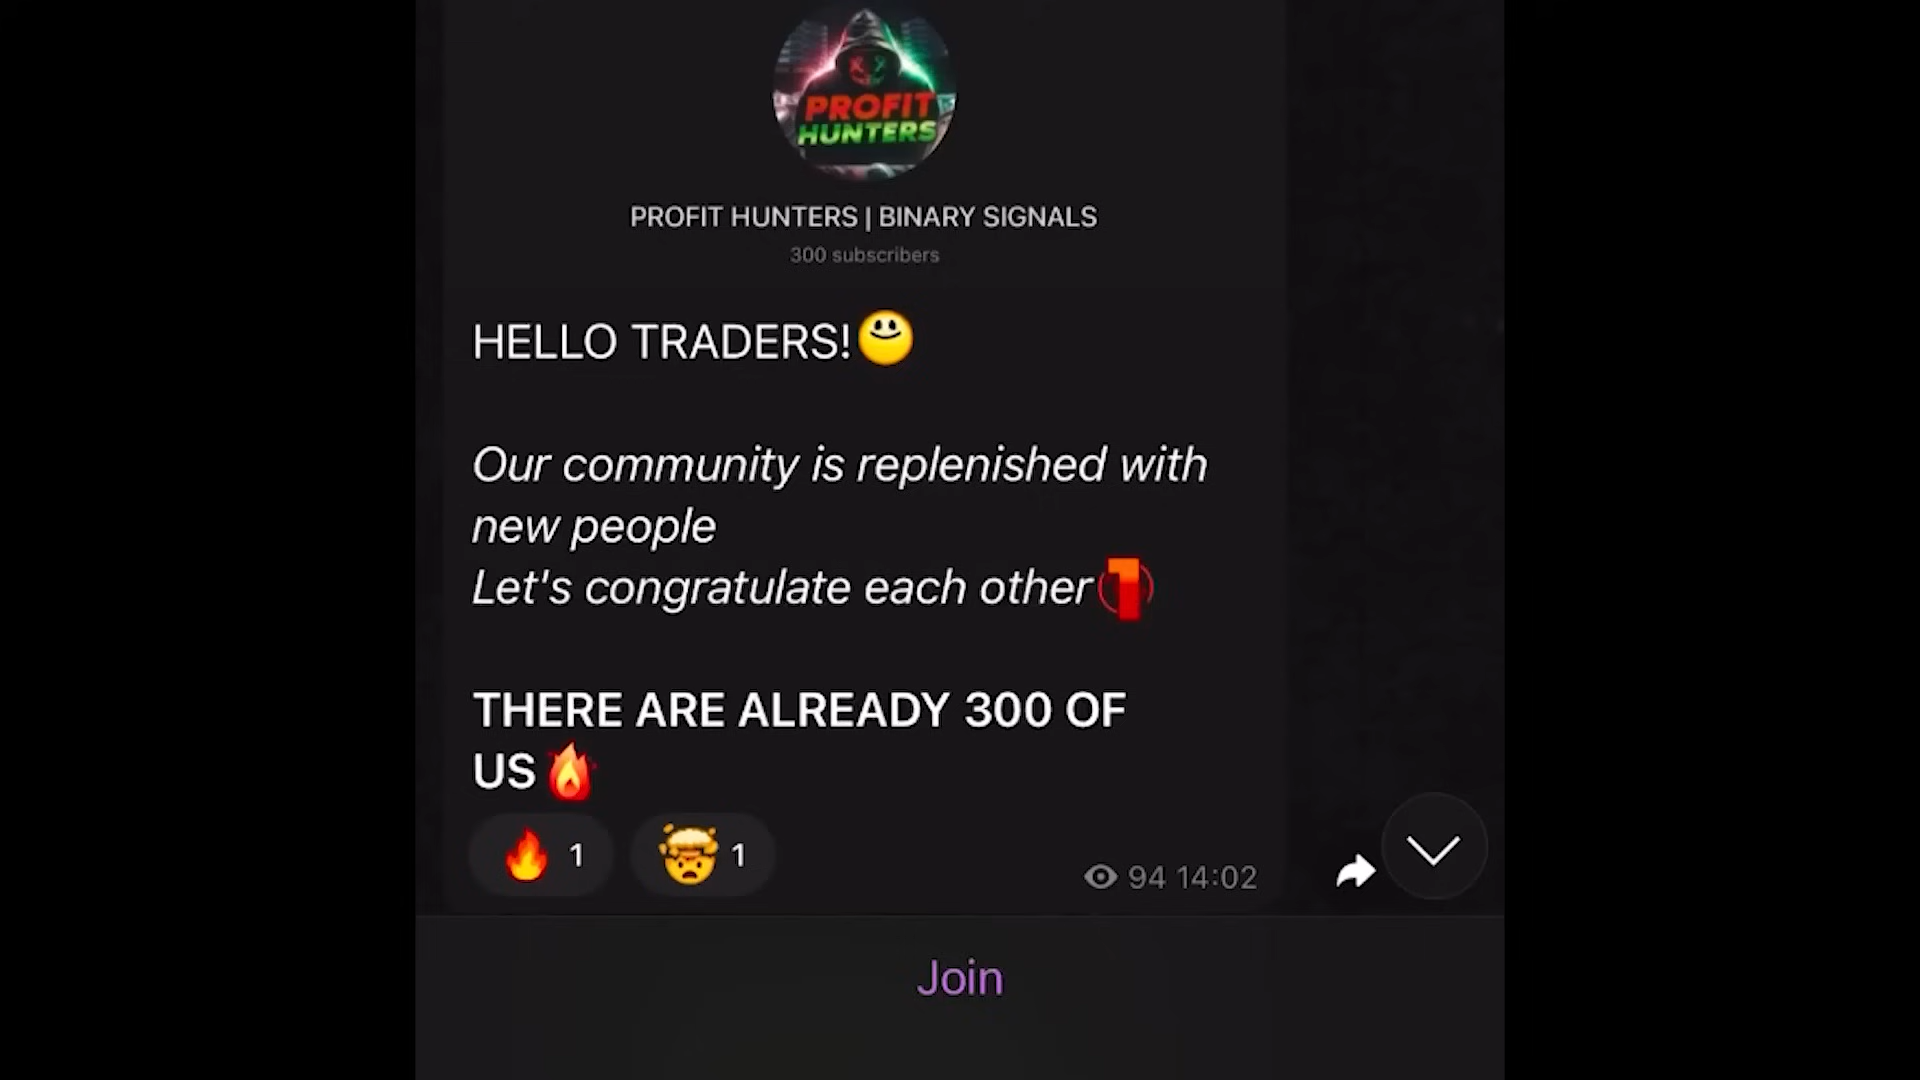 PROFIT
HUNTERS
PROFIT HUNTERS | BINARY SIGNALS
300 subscribers
HELLO TRADERS!😃
Our community is replenished with
new people
Let's congratulate each other
THERE ARE ALREADY 300 OF
US🔥
🔥 1 🤯 1
94 14:02
Join